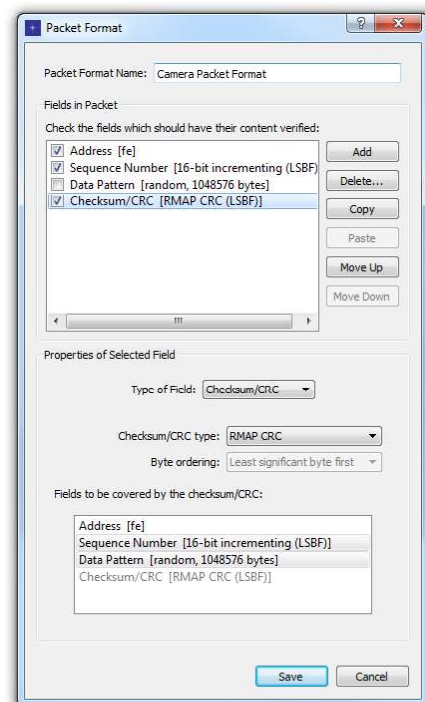 Packet Format
Packet Format Name: Camera Packet Format
Fields in Packet
Check the fields which should have their content verified:
Address [fe]
Sequence Number [16-bit incrementing (LSBF)
Data Pattern [random, 1048576 bytes]
Checksum/CRC [RMAP CRC (LSBF)]
Add
Delete...
Copy
Paste
Move Up
Move Down
Properties of Selected Field
Type of Field: Checksum/CRC
Checksum/CRC type: RMAP CRC
Byte ordering: Least significant byte first
Fields to be covered by the checksum/CRC:
Address [fe]
Sequence Number [16-bit incrementing (LSBF)]
Data Pattern [random, 1048576 bytes]
Checksum/CRC [RMAP CRC (LSBF)]
Save Cancel